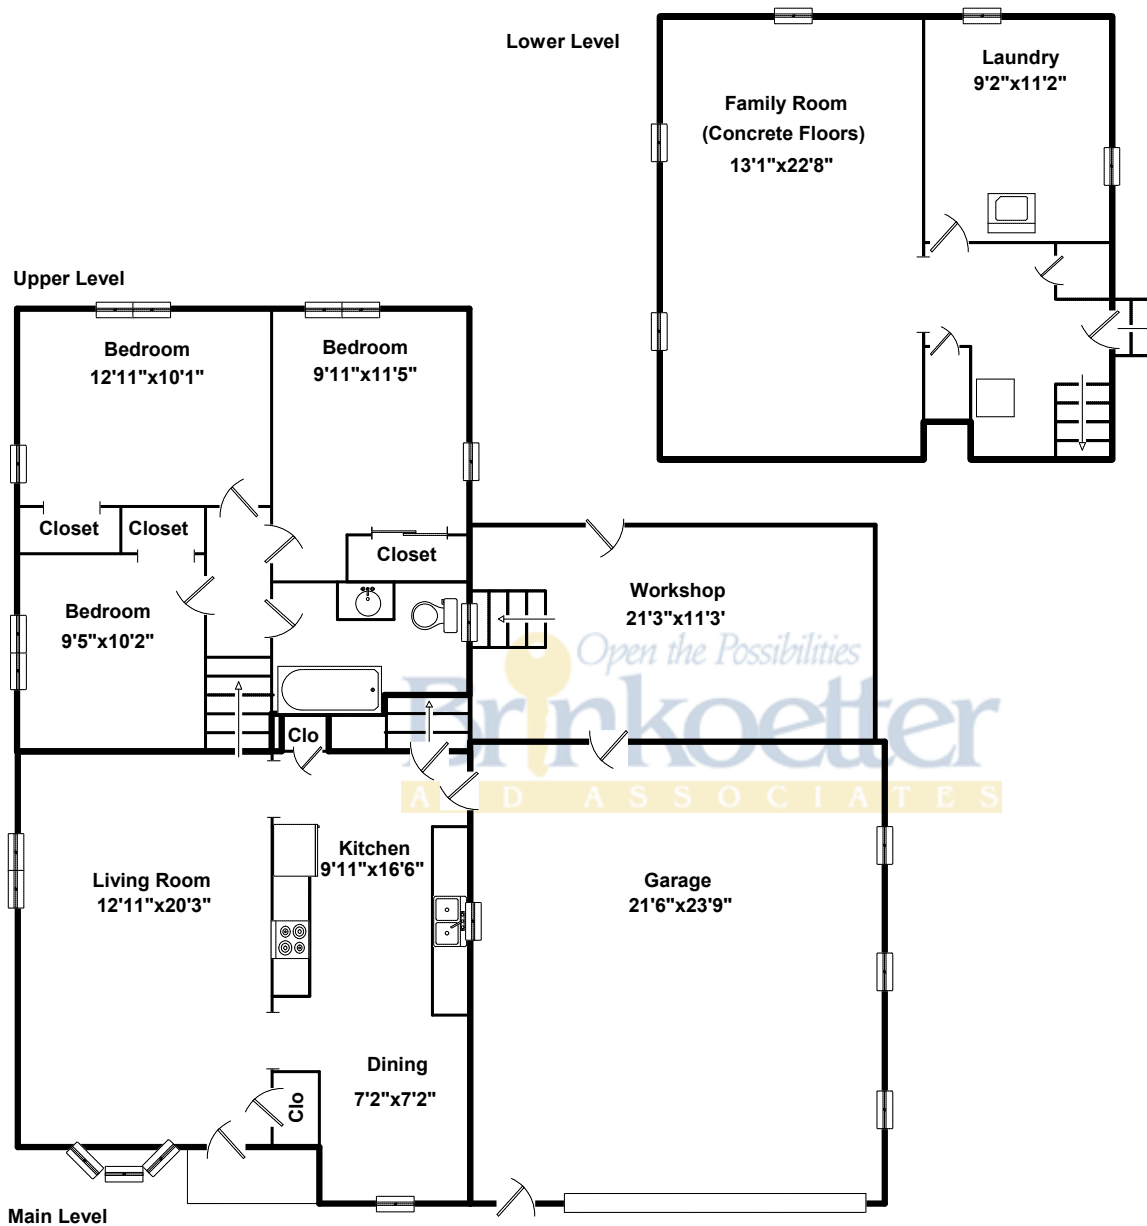 Lower Level
Laundry
9'2"x11'2"
Family Room
(Concrete Floors)
13'1"x22'8"
Upper Level
Bedroom
12'11"x10'1"
Bedroom
9'11"x11'5"
Closet
Closet
Closet
Bedroom
9'5"x10'2"
Workshop
21'3"x11'3'
Open the Possibilities
Brinkoetter
AND ASSOCIATES
Clo
Kitchen
9'11"x16'6"
Living Room
12'11"x20'3"
Garage
21'6"x23'9"
Dining
7'2"x7'2"
Clo
Main Level